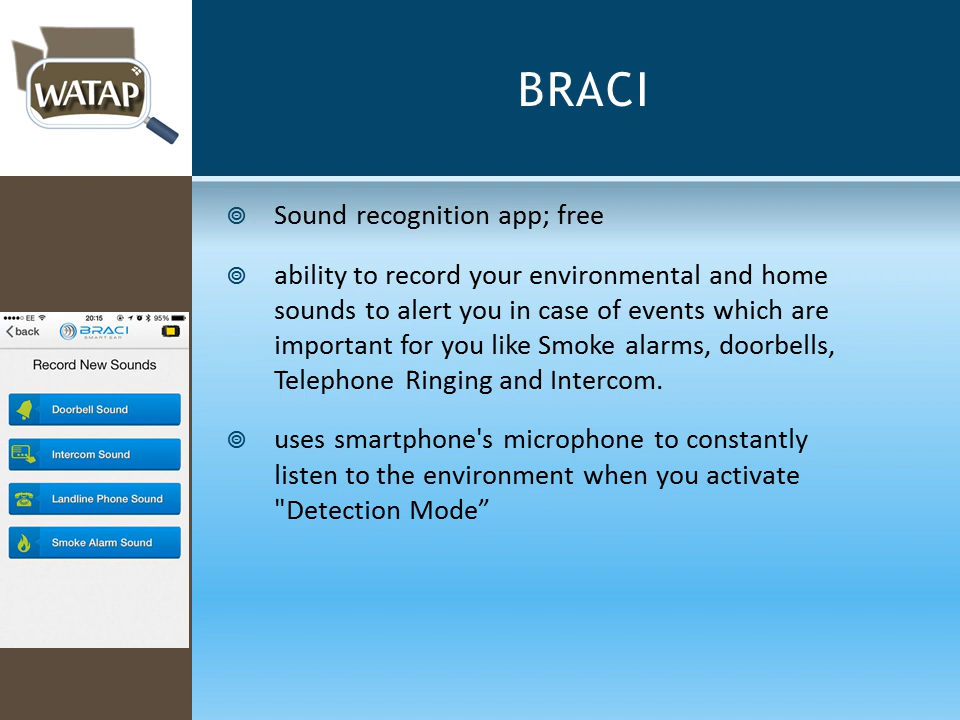 WATAP
BRACI
Sound recognition app; free
ability to record your environmental and home
sounds to alert you in case of events which are
important for you like Smoke alarms, doorbells,
Telephone Ringing and Intercom.
uses smartphone's microphone to constantly
listen to the environment when you activate
"Detection Mode”
EE 20:15 95%
back BRACI
SMART EAR
Record New Sounds
Doorbell Sound
Intercom Sound
Landline Phone Sound
Smoke Alarm Sound